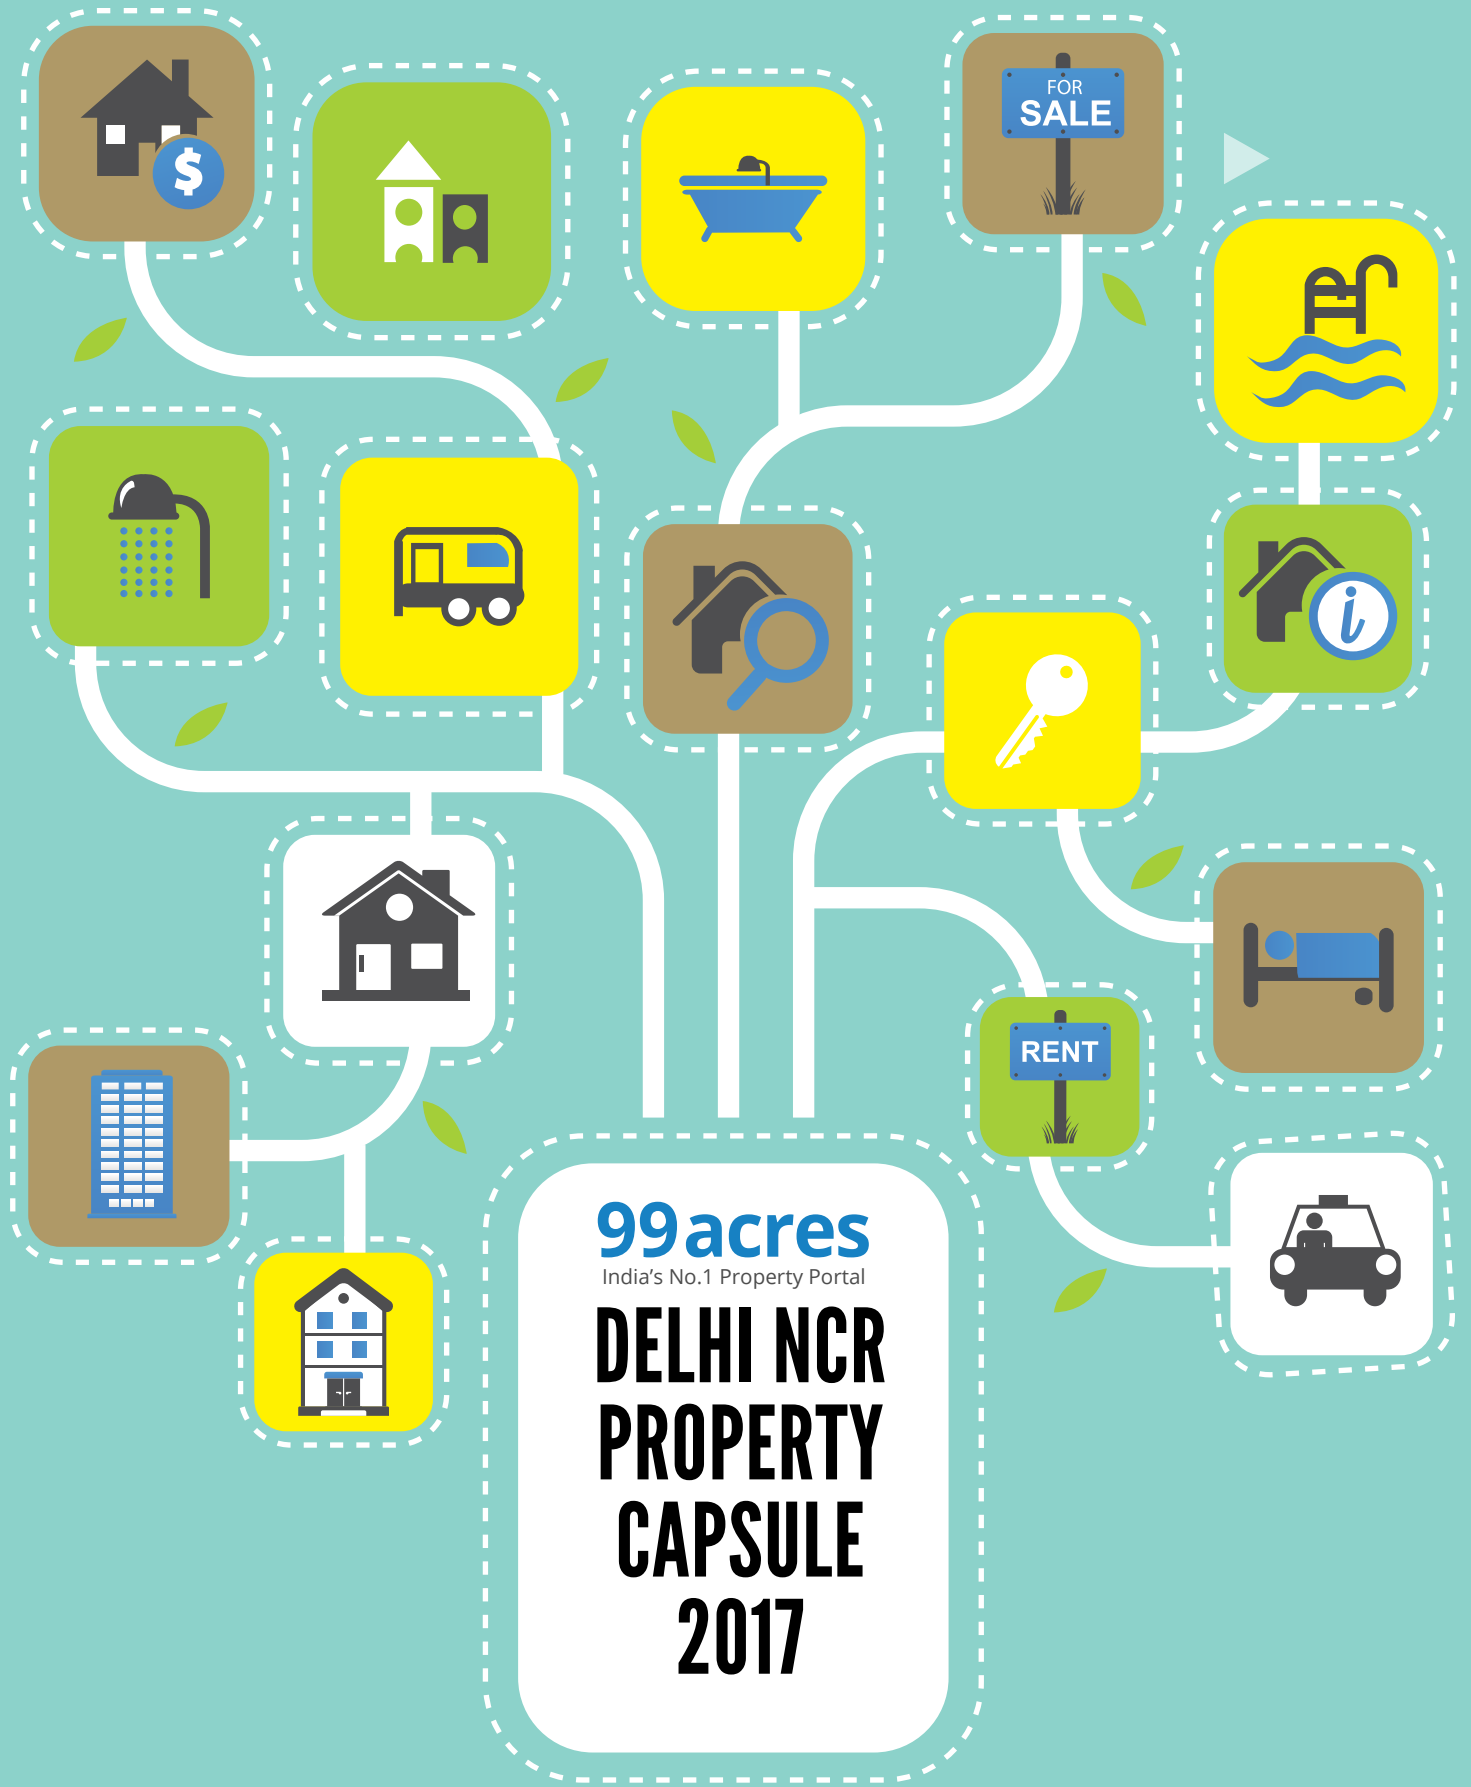 FOR
SALE
$
i
RENT
99acres
India's No.1 Property Portal
DELHI NCR
PROPERTY
CAPSULE
2017